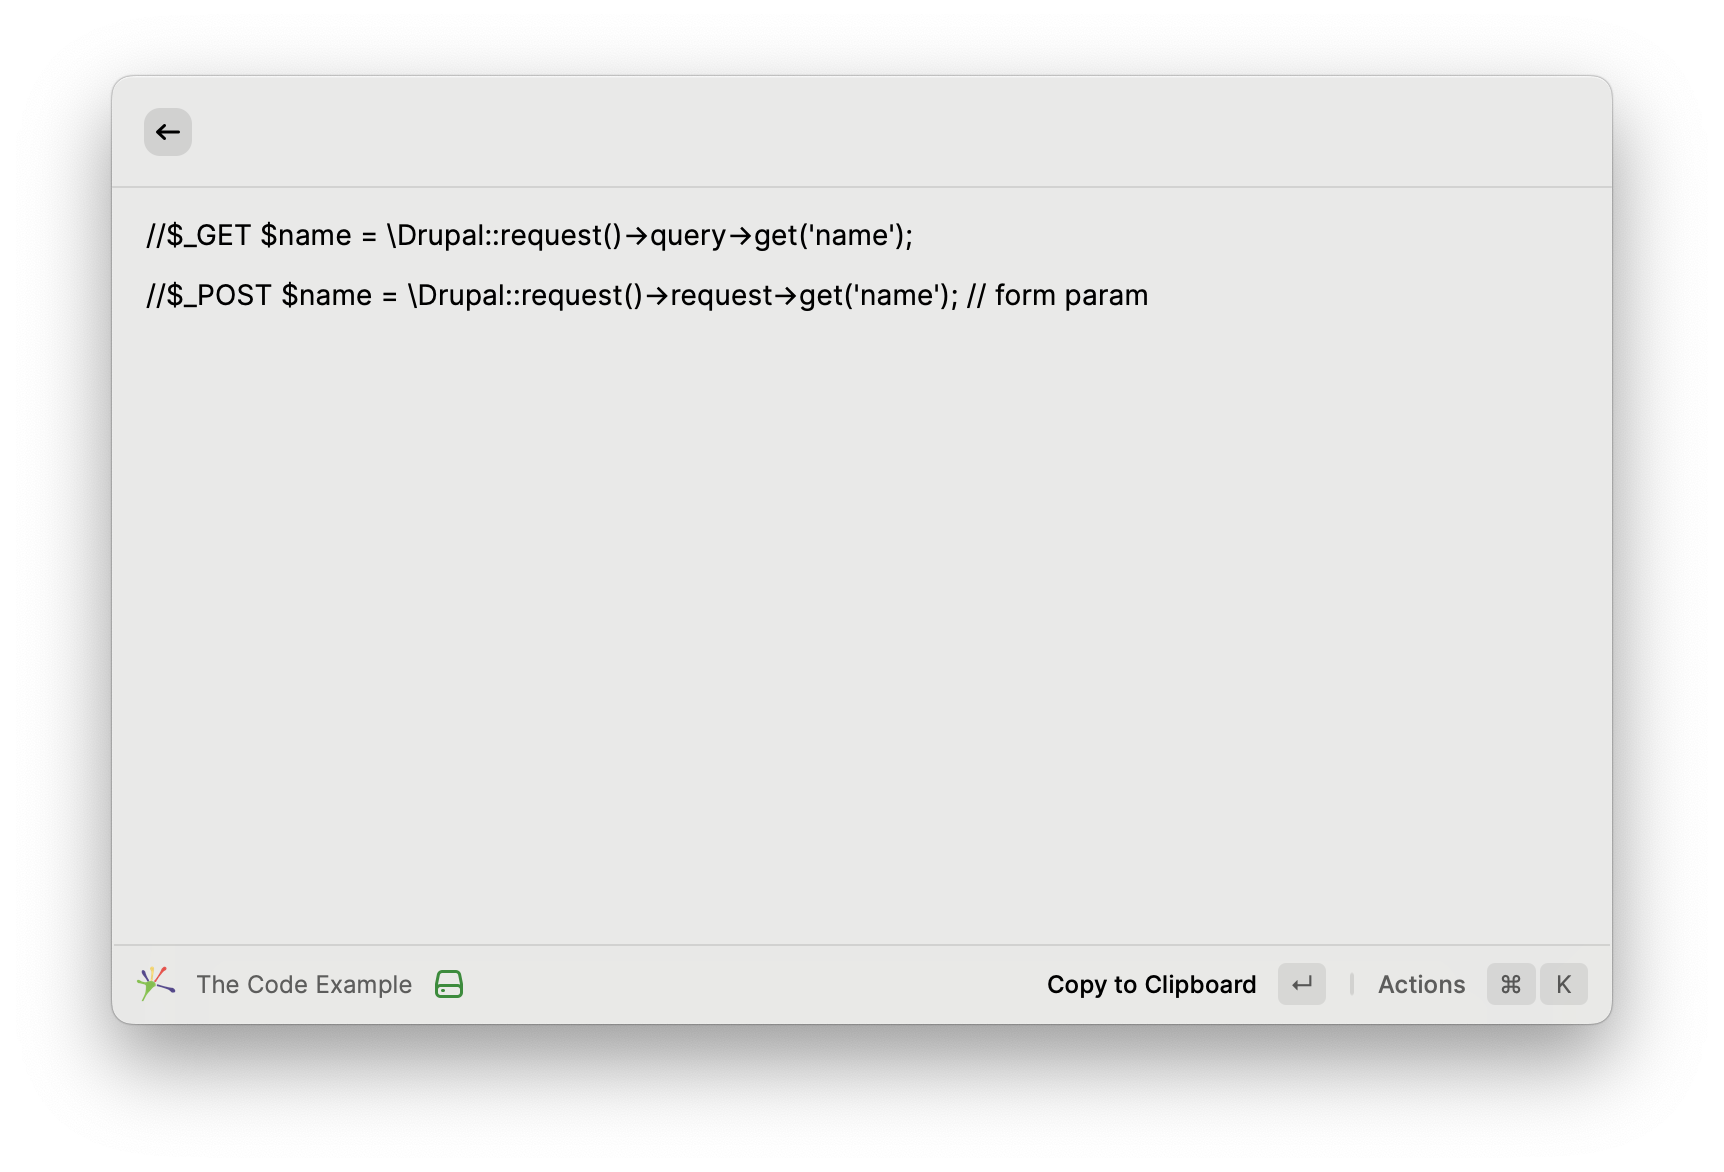 //$_GET $name = \Drupal::request()->query->get('name');
//$_POST $name = \Drupal::request()->request->get('name'); // form param
The Code Example
Copy to Clipboard ↵ | Actions ⌘ K